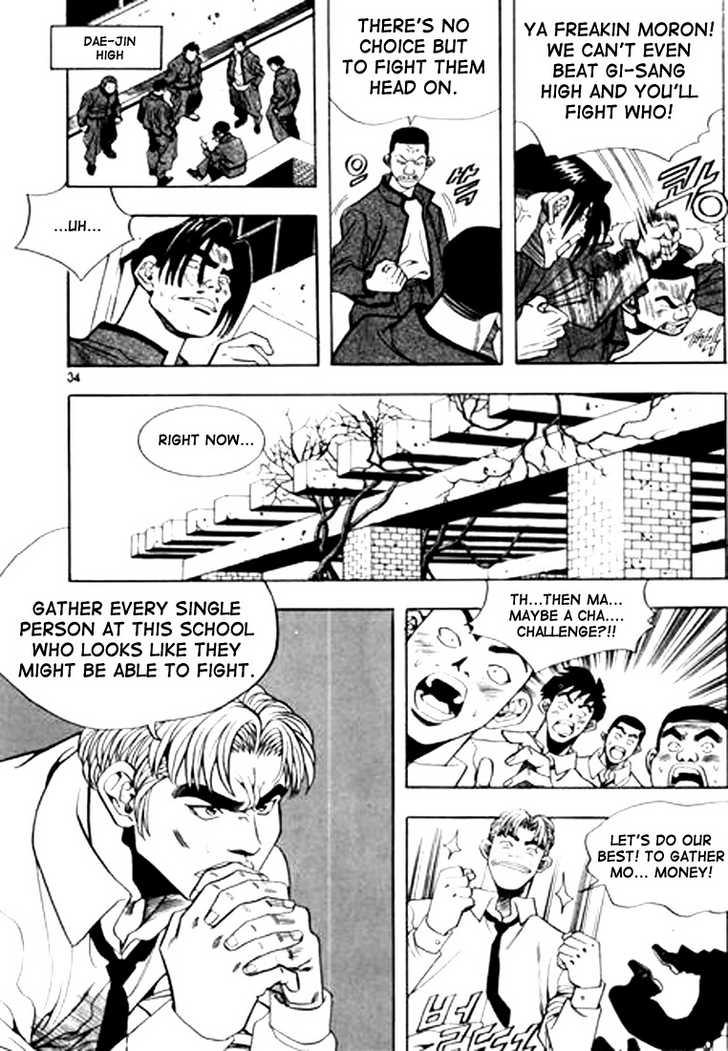 DAE-JIN
HIGH
...UH...
THERE'S NO
CHOICE BUT
TO FIGHT THEM
HEAD ON.
YA FREAKIN MORON!
WE CAN'T EVEN
BEAT GI-SANG
HIGH AND YOU'LL
FIGHT WHO!
34
RIGHT NOW...
GATHER EVERY SINGLE
PERSON AT THIS SCHOOL
WHO LOOKS LIKE THEY
MIGHT BE ABLE TO FIGHT.
TH...THEN MA...
MAYBE A CHA....
CHALLENGE?!!
LET'S DO OUR
BEST! TO GATHER
MO... MONEY!